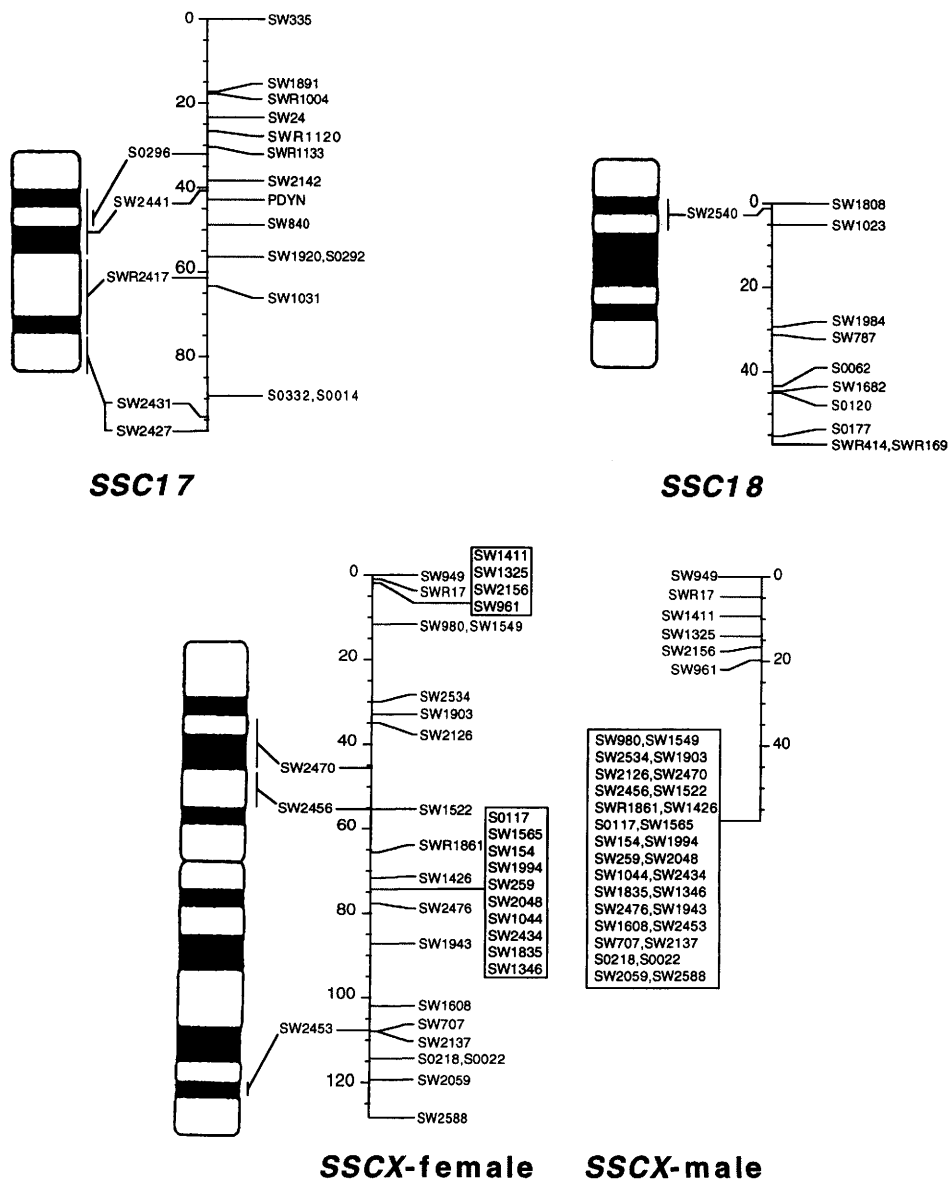 0
SW335
SW1891
SWR1004
20
SW24
SWR1120
S0296
SWR1133
SW2142
40
SW2441
PDYN
SW840
SW1920,S0292
60
SWR2417
SW1031
80
S0332,S0014
SW2431
SW2427
SSC17
0
SW1808
SW2540
SW1023
20
SW1984
SW787
S0062
40
SW1682
S0120
S0177
SWR414,SWR169
SSC18
0
SW949
SWR17
SW1411
SW1325
SW2156
SW961
SW980,SW1549
20
SW2534
SW1903
SW2126
40
SW2470
SW2456
SW1522
60
SWR1861
SW1426
S0117
SW1565
SW154
SW1994
SW259
SW2048
SW1044
SW2434
SW1835
SW1346
SW2476
80
SW1943
100
SW1608
SW2453
SW707
SW2137
S0218,S0022
120
SW2059
SW2588
SSCX-female
SW949
0
SWR17
SW1411
SW1325
SW2156
20
SW961
40
SW980,SW1549
SW2534,SW1903
SW2126,SW2470
SW2456,SW1522
SWR1861,SW1426
S0117,SW1565
SW154,SW1994
SW259,SW2048
SW1044,SW2434
SW1835,SW1346
SW2476,SW1943
SW1608,SW2453
SW707,SW2137
S0218,S0022
SW2059,SW2588
SSCX-male